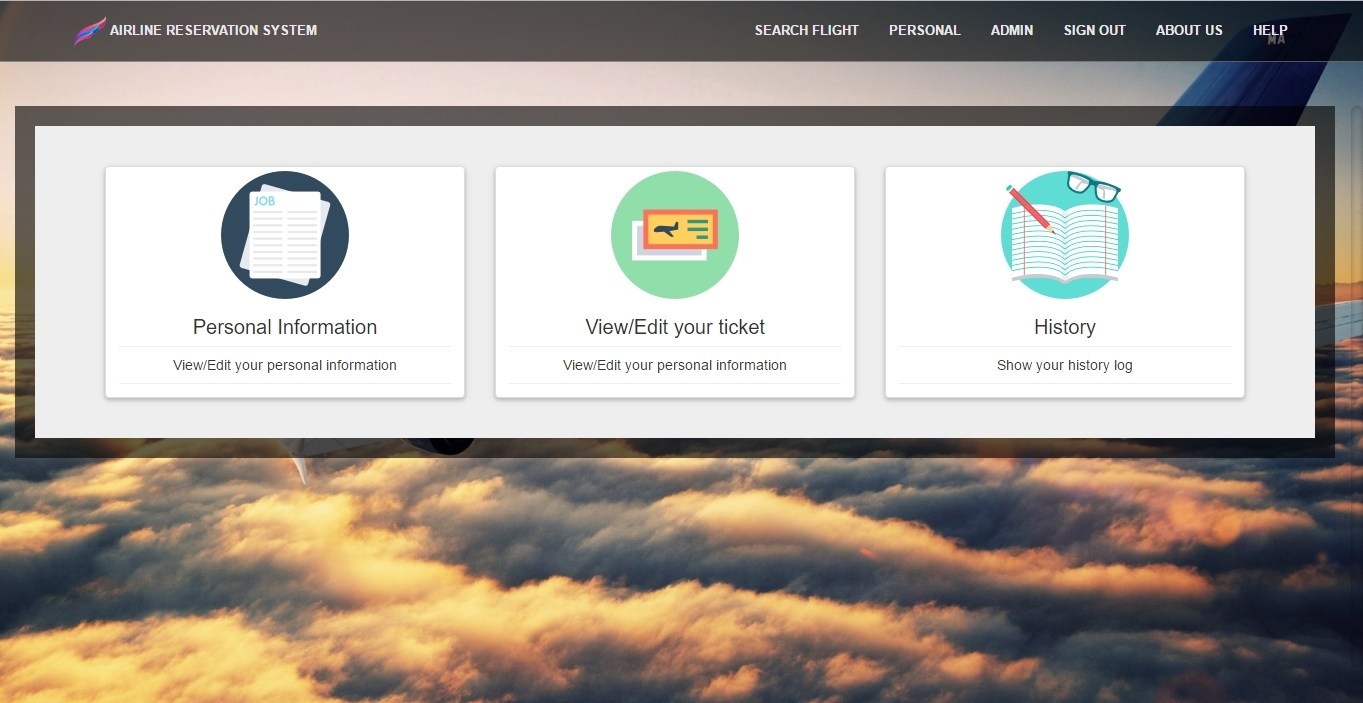 AIRLINE RESERVATION SYSTEM
SEARCH FLIGHT PERSONAL ADMIN SIGN OUT ABOUT US HELP
MA
JOB
Personal Information
View/Edit your personal information
View/Edit your ticket
View/Edit your personal information
History
Show your history log